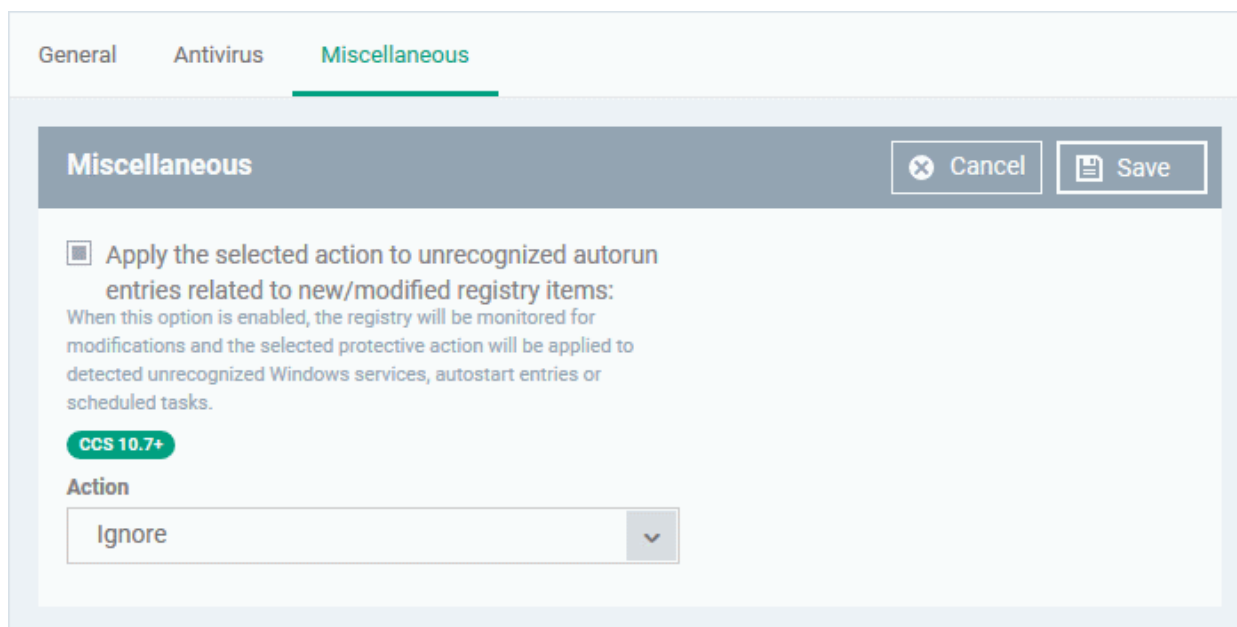 General Antivirus Miscellaneous
Miscellaneous Cancel Save
Apply the selected action to unrecognized autorun
entries related to new/modified registry items:
When this option is enabled, the registry will be monitored for
modifications and the selected protective action will be applied to
detected unrecognized Windows services, autostart entries or
scheduled tasks.
CCS 10.7+
Action
Ignore